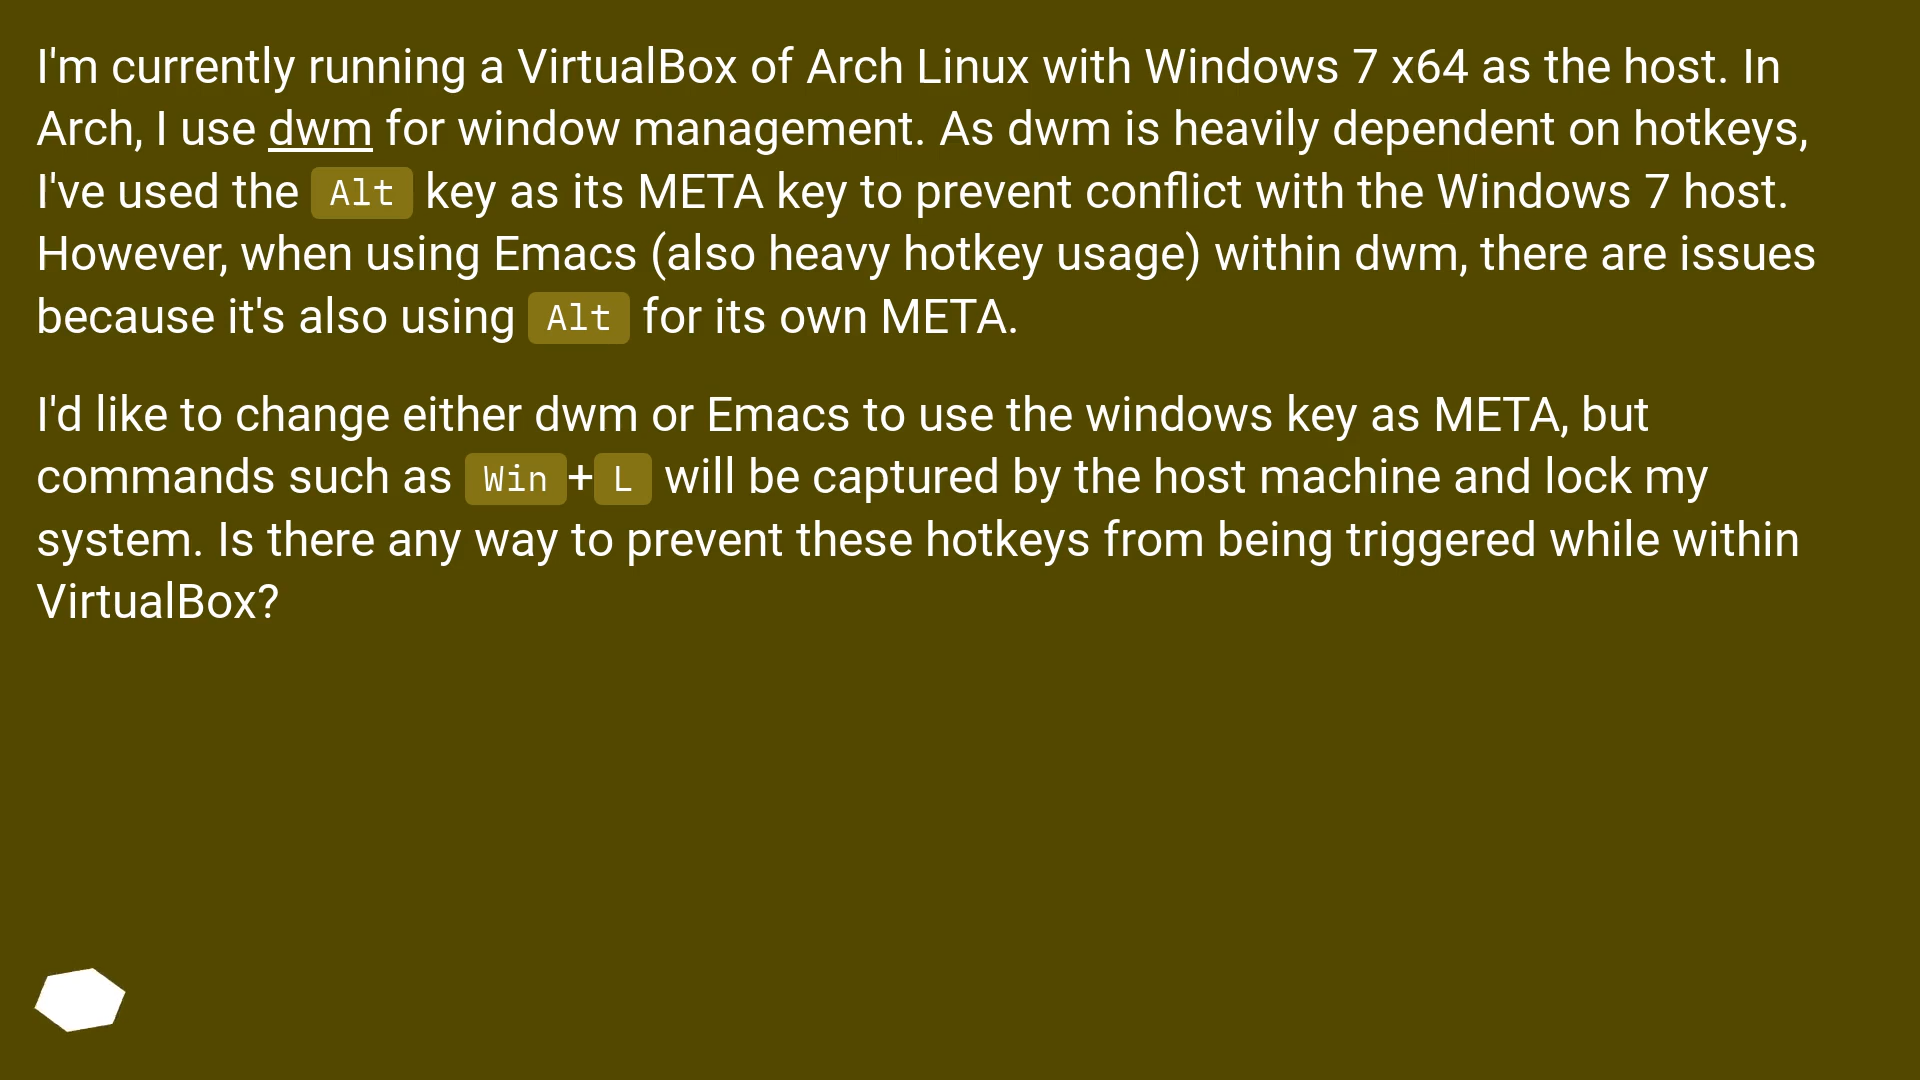 I'm currently running a VirtualBox of Arch Linux with Windows 7 x64 as the host. In
Arch, I use dwm for window management. As dwm is heavily dependent on hotkeys,
I've used the Alt key as its META key to prevent conflict with the Windows 7 host.
However, when using Emacs (also heavy hotkey usage) within dwm, there are issues
because it's also using Alt for its own META.
I'd like to change either dwm or Emacs to use the windows key as META, but
commands such as Win+L will be captured by the host machine and lock my
system. Is there any way to prevent these hotkeys from being triggered while within
VirtualBox?